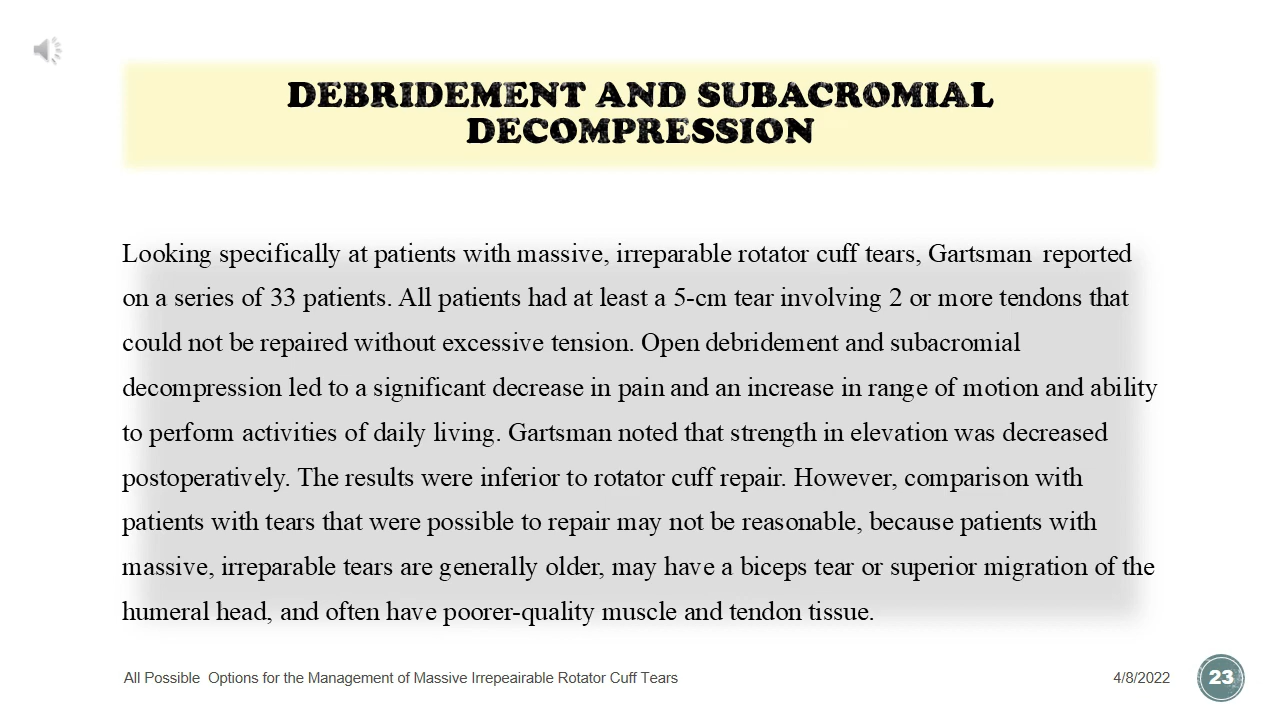 DEBRIDEMENT AND SUBACROMIAL
DECOMPRESSION
Looking specifically at patients with massive, irreparable rotator cuff tears, Gartsman  reported
on a series of 33 patients. All patients had at least a 5-cm tear involving 2 or more tendons that
could not be repaired without excessive tension. Open debridement and subacromial
decompression led to a significant decrease in pain and an increase in range of motion and ability
to perform activities of daily living. Gartsman noted that strength in elevation was decreased
postoperatively. The results were inferior to rotator cuff repair. However, comparison with
patients with tears that were possible to repair may not be reasonable, because patients with
massive, irreparable tears are generally older, may have a biceps tear or superior migration of the
humeral head, and often have poorer-quality muscle and tendon tissue.
All Possible  Options for the Management of Massive Irrepeairable Rotator Cuff Tears
4/8/2022
23